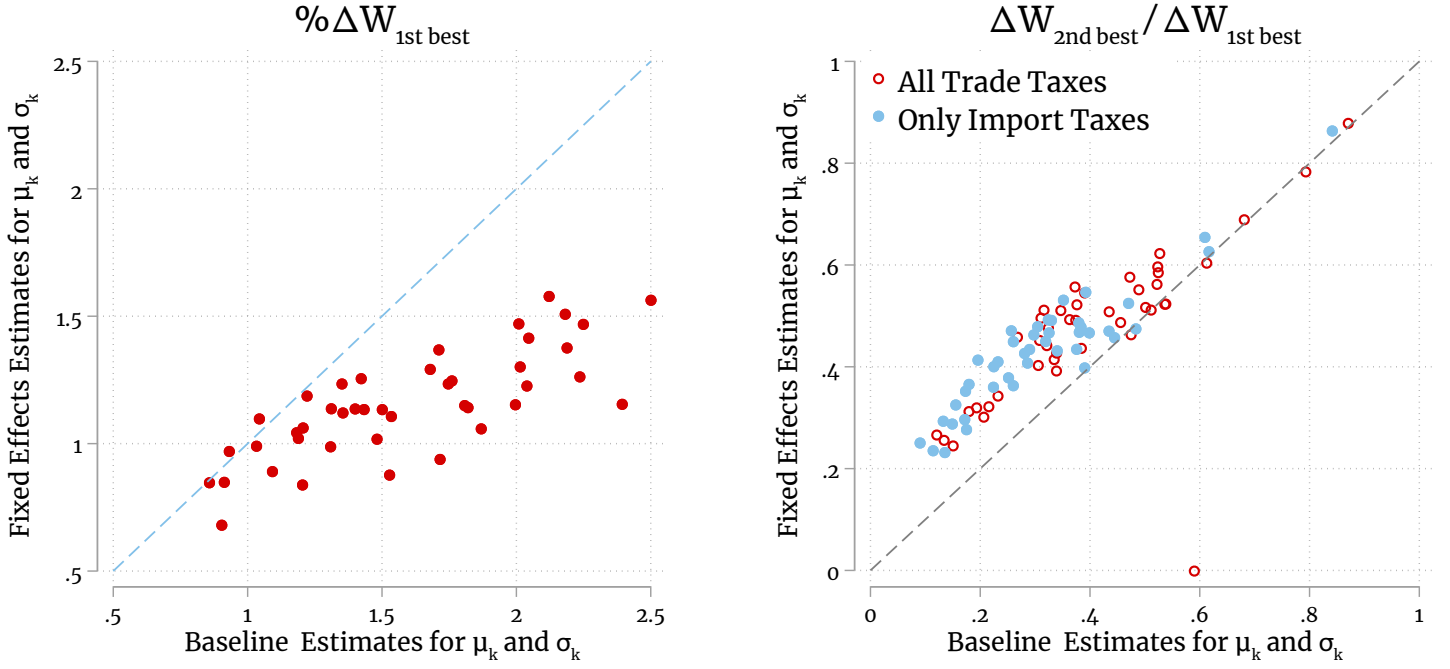 %ΔW1st best
Fixed Effects Estimates for μk and σk
2.5
2
1.5
1
.5
.5 1 1.5 2 2.5
Baseline Estimates for μk and σk
ΔW2nd best/ΔW1st best
Fixed Effects Estimates for μk and σk
All Trade Taxes
Only Import Taxes
1
.8
.6
.4
.2
0
0 .2 .4 .6 .8 1
Baseline Estimates for μk and σk